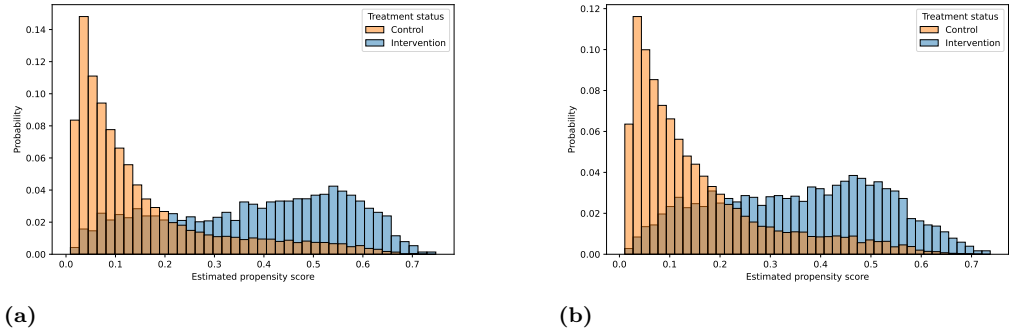 Treatment status
Control
Intervention
Probability
0.14
0.12
0.10
0.08
0.06
0.04
0.02
0.00
0.0 0.1 0.2 0.3 0.4 0.5 0.6 0.7
Estimated propensity score
(a)
Treatment status
Control
Intervention
Probability
0.12
0.10
0.08
0.06
0.04
0.02
0.00
0.0 0.1 0.2 0.3 0.4 0.5 0.6 0.7
Estimated propensity score
(b)